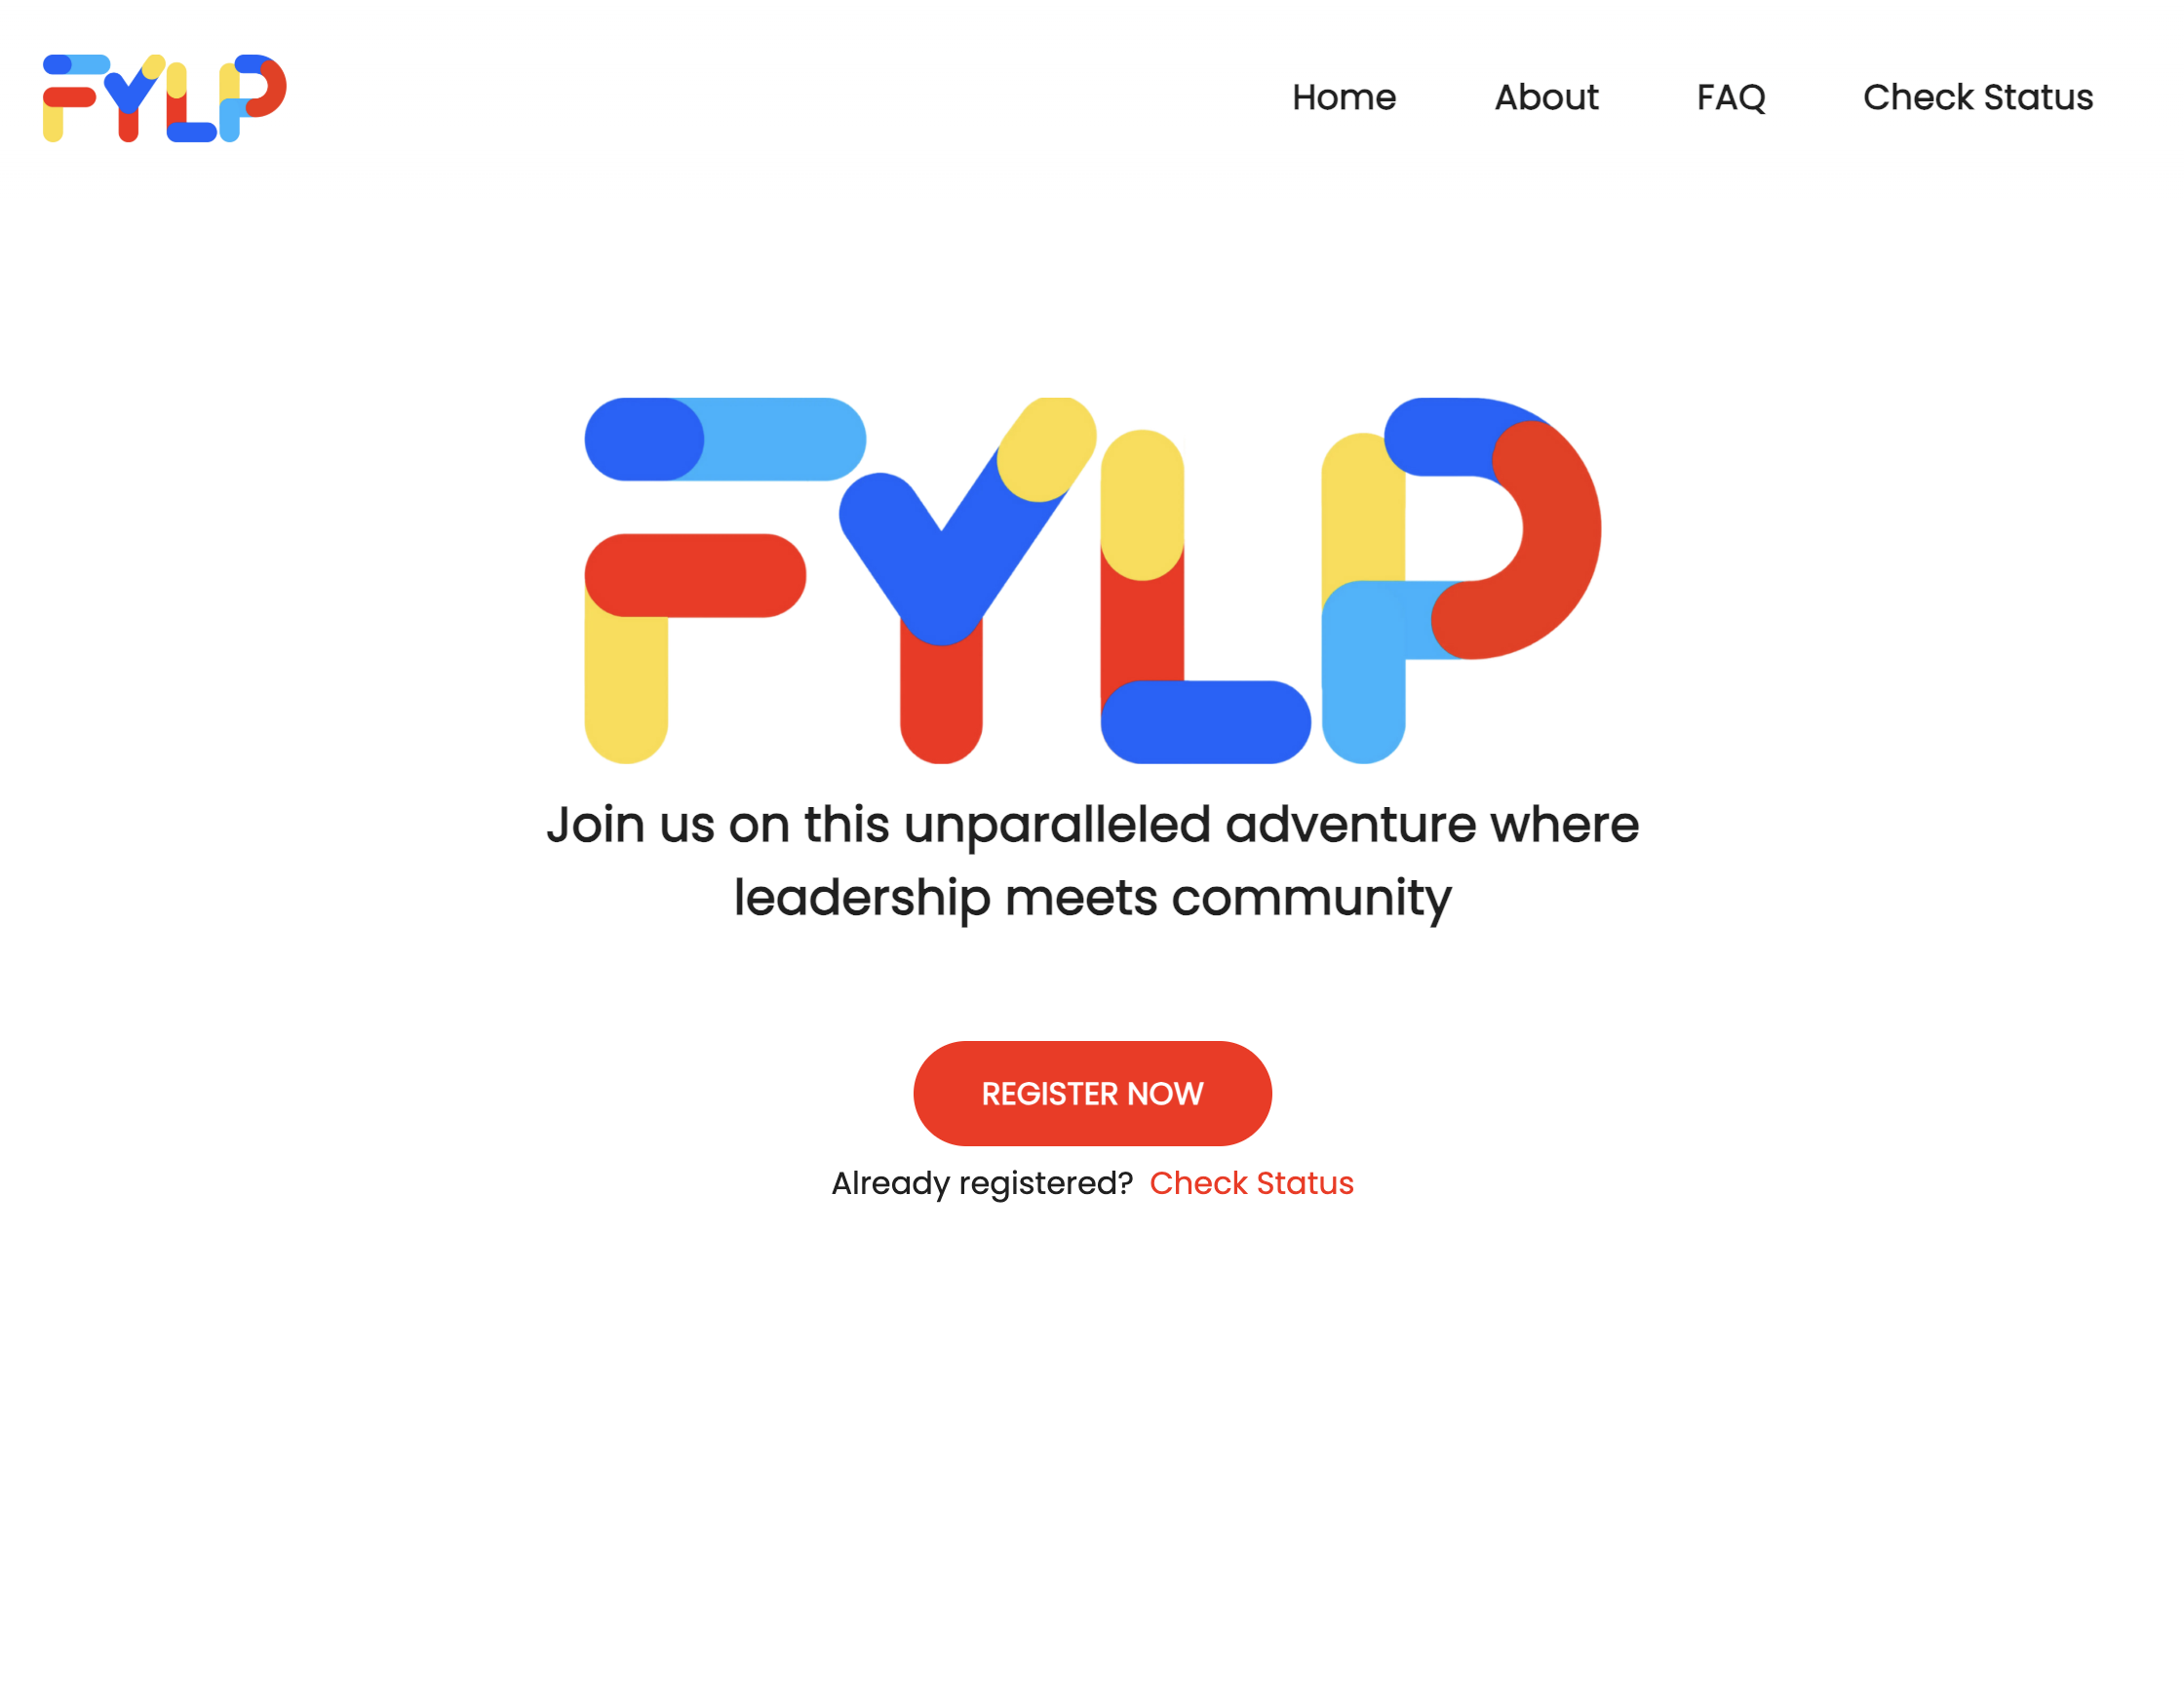 FYLP
Home About FAQ Check Status
FYLP
Join us on this unparalleled adventure where
leadership meets community
REGISTER NOW
Already registered? Check Status